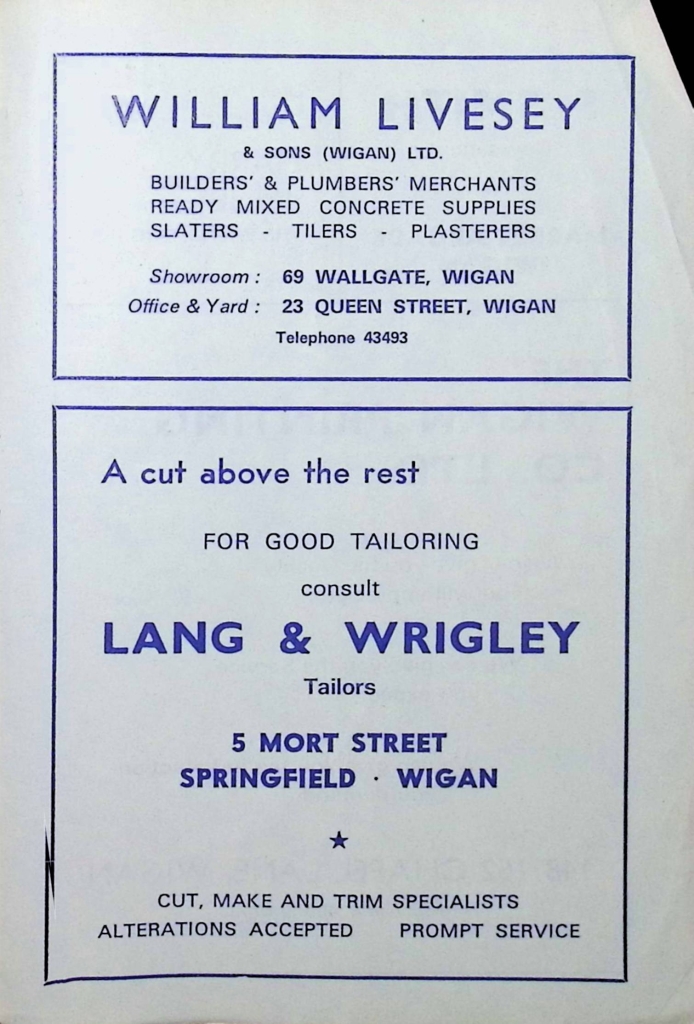 WILLIAM LIVESEY
& SONS (WIGAN) LTD.
BUILDERS' & PLUMBERS' MERCHANTS
READY MIXED CONCRETE SUPPLIES
SLATERS - TILERS - PLASTERERS
Showroom : 69 WALLGATE, WIGAN
Office & Yard : 23 QUEEN STREET, WIGAN
Telephone 43493
A cut above the rest
FOR GOOD TAILORING
consult
LANG & WRIGLEY
Tailors
5 MORT STREET
SPRINGFIELD · WIGAN
★
CUT, MAKE AND TRIM SPECIALISTS
ALTERATIONS ACCEPTED PROMPT SERVICE